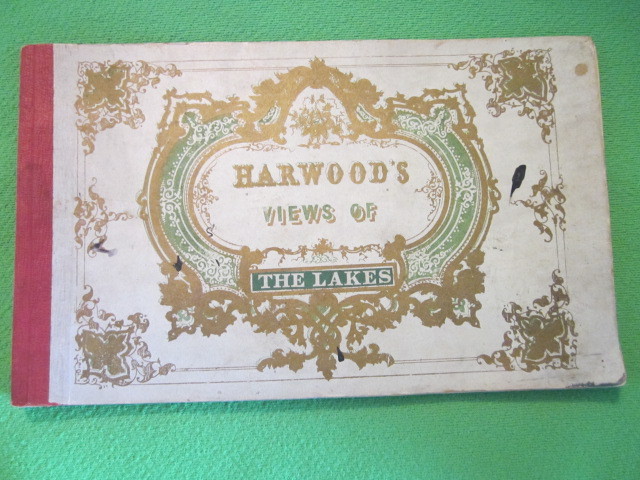 HARWOOD'S
VIEWS OF
THE LAKES